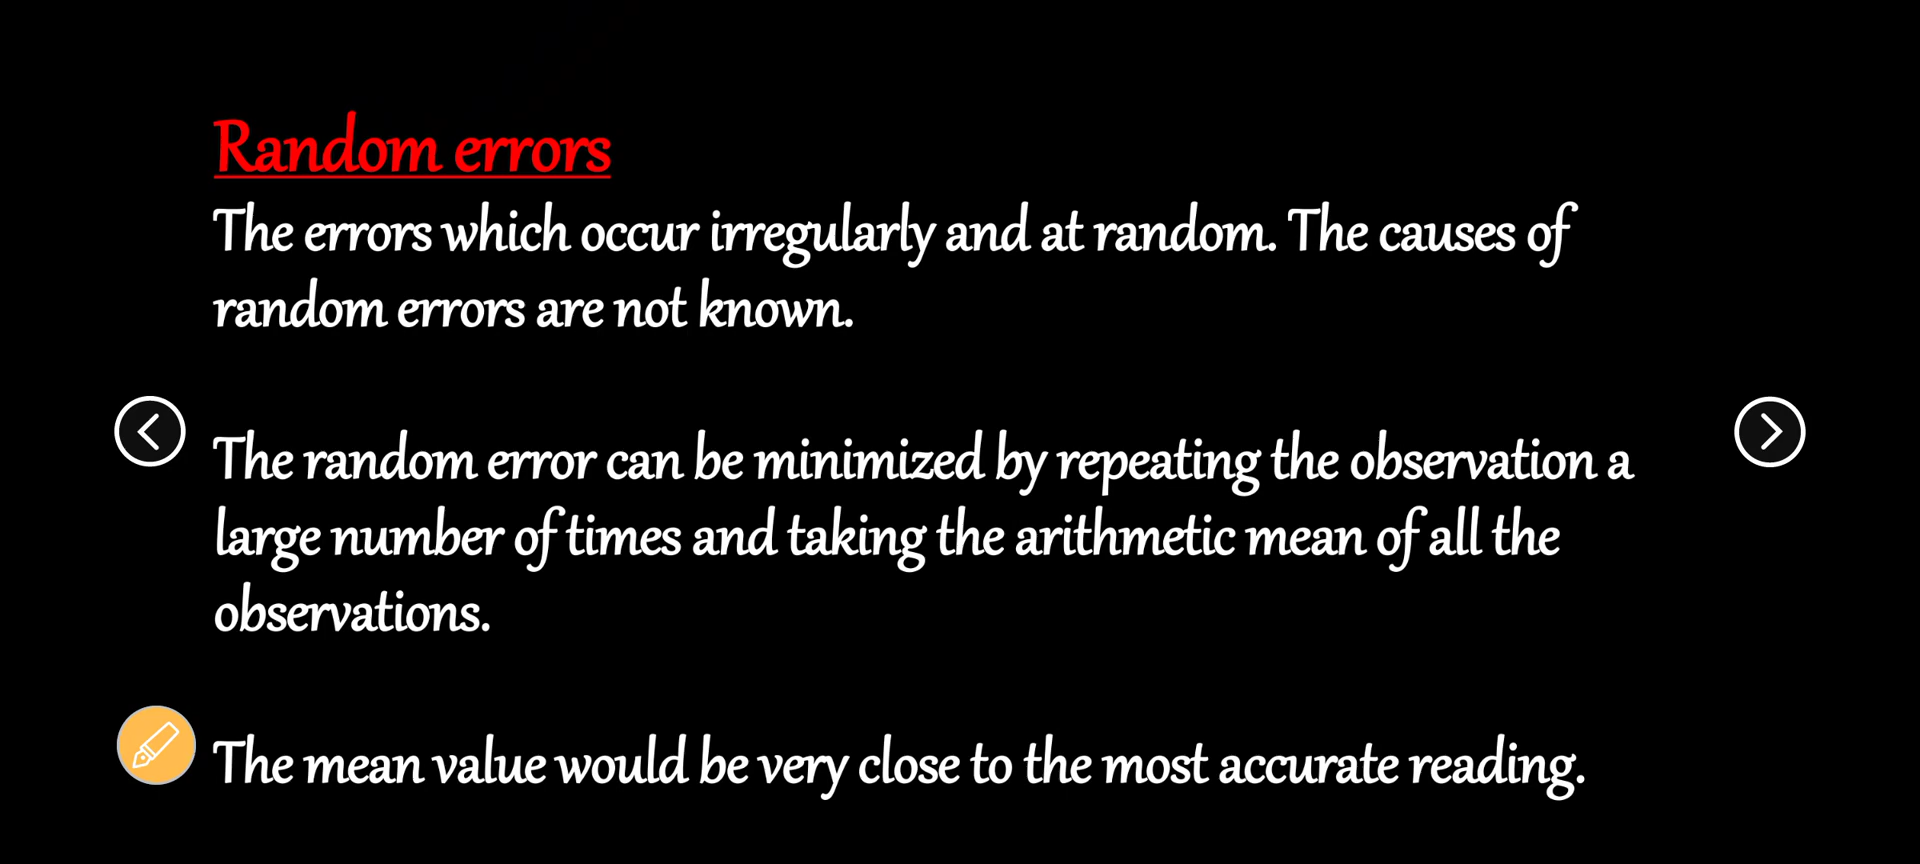 Random errors
The errors which occur irregularly and at random. The causes of
random errors are not known.
The random error can be minimized by repeating the observation a
large number of times and taking the arithmetic mean of all the
observations.
The mean value would be very close to the most accurate reading.